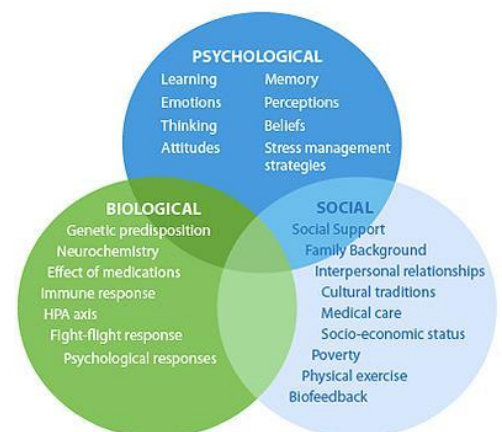 PSYCHOLOGICAL
Learning
Emotions
Thinking
Attitudes
Memory
Perceptions
Beliefs
Stress management
strategies
BIOLOGICAL
Genetic predisposition
Neurochemistry
Effect of medications
Immune response
HPA axis
Fight-flight response
Psychological responses
SOCIAL
Social Support
Family Background
Interpersonal relationships
Cultural traditions
Medical care
Socio-economic status
Poverty
Physical exercise
Biofeedback